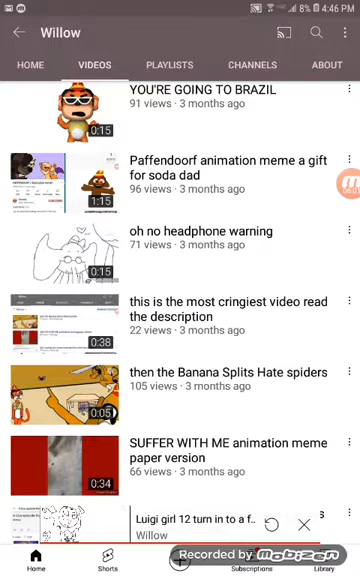 8% 4:46 PM
Willow
HOME VIDEOS PLAYLISTS CHANNELS ABOUT
YOU'RE GOING TO BRAZIL
91 views · 3 months ago
0:15
Paffendoorf animation meme a gift
for soda dad
96 views · 3 months ago
1:15
oh no headphone warning
71 views · 3 months ago
0:15
this is the most cringiest video read
the description
22 views · 3 months ago
0:38
then the Banana Splits Hate spiders
105 views · 3 months ago
0:05
SUFFER WITH ME animation meme
paper version
66 views · 3 months ago
0:34
Luigi girl 12 turn in to a f..
Willow
Recorded by mobizen
Home Shorts Subscriptions Library